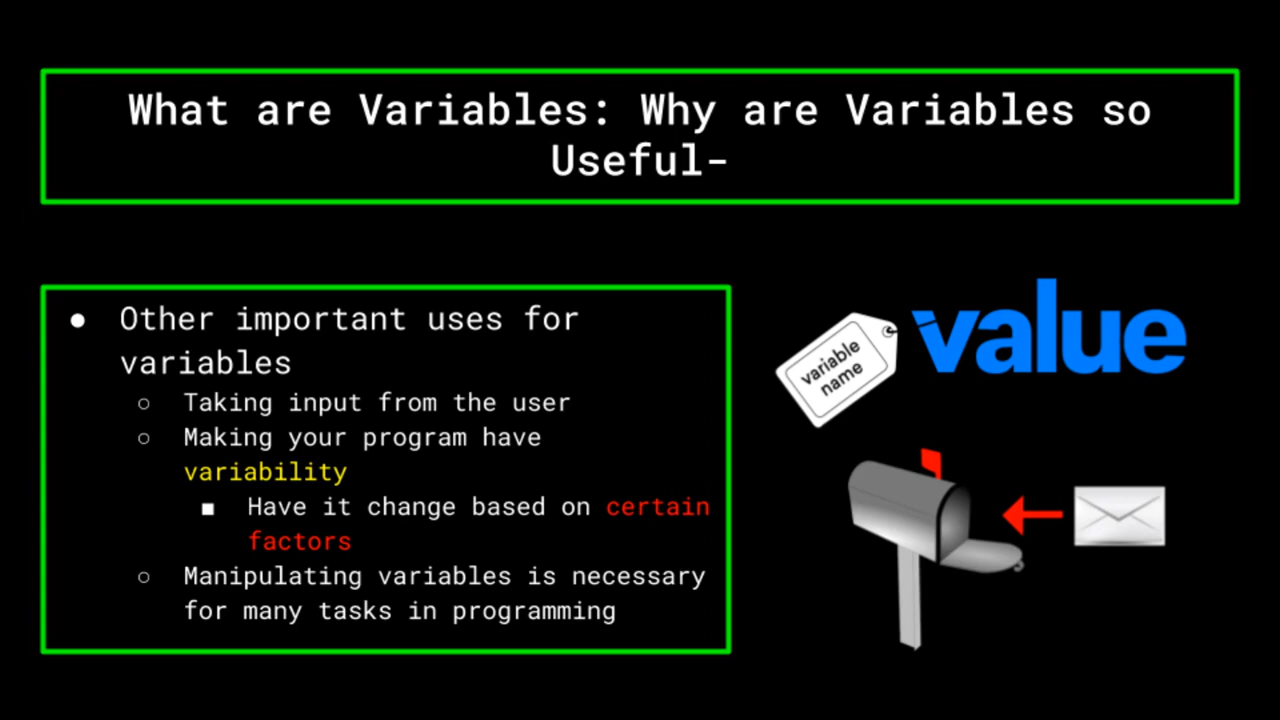 What are Variables: Why are Variables so
Useful-
● Other important uses for
variables
○ Taking input from the user
○ Making your program have
variability
■ Have it change based on certain
factors
○ Manipulating variables is necessary
for many tasks in programming
variable
name
value